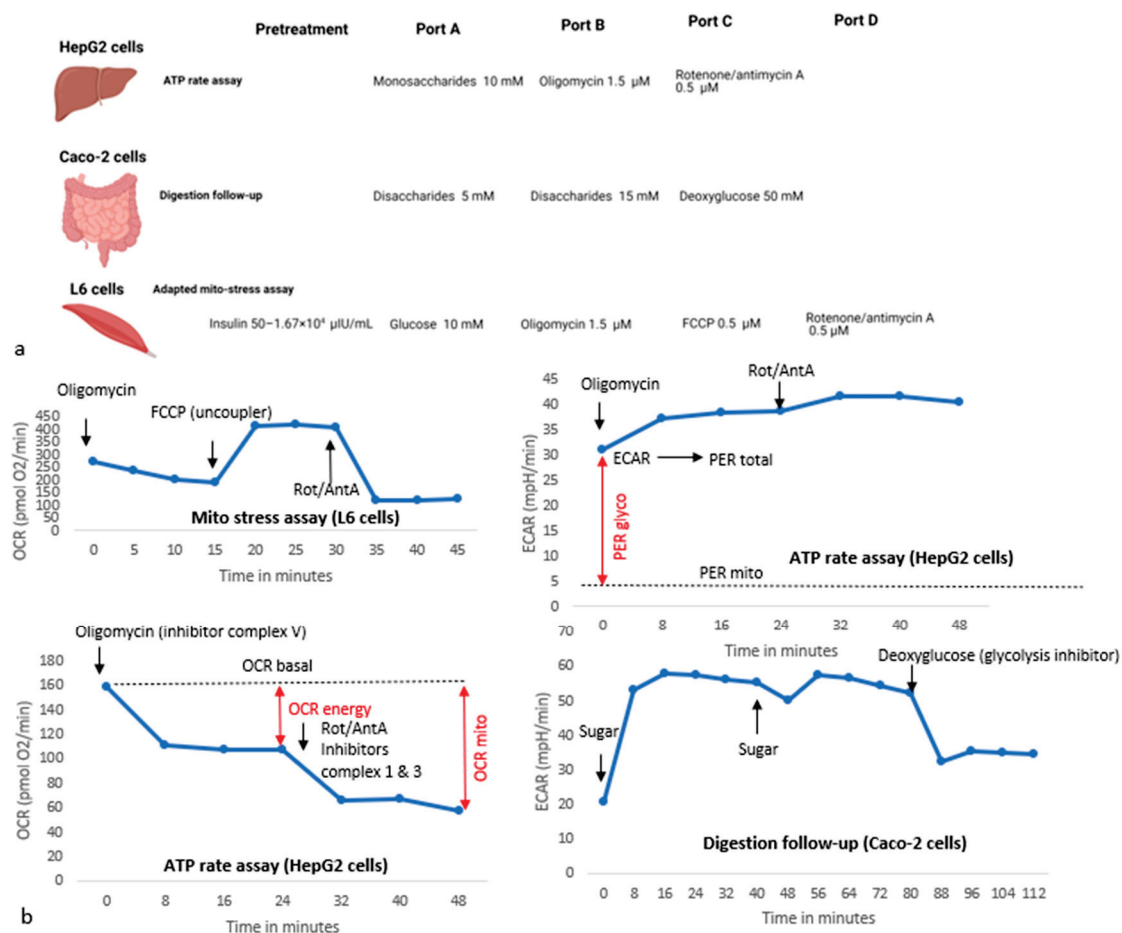 Pretreatment Port A Port B Port C Port D
HepG2 cells
ATP rate assay Monosaccharides 10 mM Oligomycin 1.5 µM Rotenone/antimycin A
0.5 µM
Caco-2 cells
Digestion follow-up Disaccharides 5 mM Disaccharides 15 mM Deoxyglucose 50 mM
L6 cells Adapted mito-stress assay
Insulin 50–1.67×10⁴ µIU/mL Glucose 10 mM Oligomycin 1.5 µM FCCP 0.5 µM Rotenone/antimycin A
0.5 µM
a
Oligomycin
FCCP (uncoupler)
Rot/AntA
OCR (pmol O2/min)
450
400
350
300
250
200
150
100
50
0
Mito stress assay (L6 cells)
0 5 10 15 20 25 30 35 40 45
Time in minutes
Oligomycin
Rot/AntA
ECAR PER total
PER glyco
ECAR (mpH/min)
45
40
35
30
25
20
15
10
5
0
ATP rate assay (HepG2 cells)
PER mito
0 8 16 24 32 40 48
Time in minutes
Oligomycin (inhibitor complex V)
OCR basal
OCR energy
Rot/AntA
Inhibitors
complex 1 & 3
OCR mito
OCR (pmol O2/min)
180
160
140
120
100
80
60
40
20
0
ATP rate assay (HepG2 cells)
0 8 16 24 32 40 48
Time in minutes
Deoxyglucose (glycolysis inhibitor)
Sugar
Sugar
ECAR (mpH/min)
70
60
50
40
30
20
10
0
Digestion follow-up (Caco-2 cells)
0 8 16 24 32 40 48 56 64 72 80 88 96 104 112
Time in minutes
b